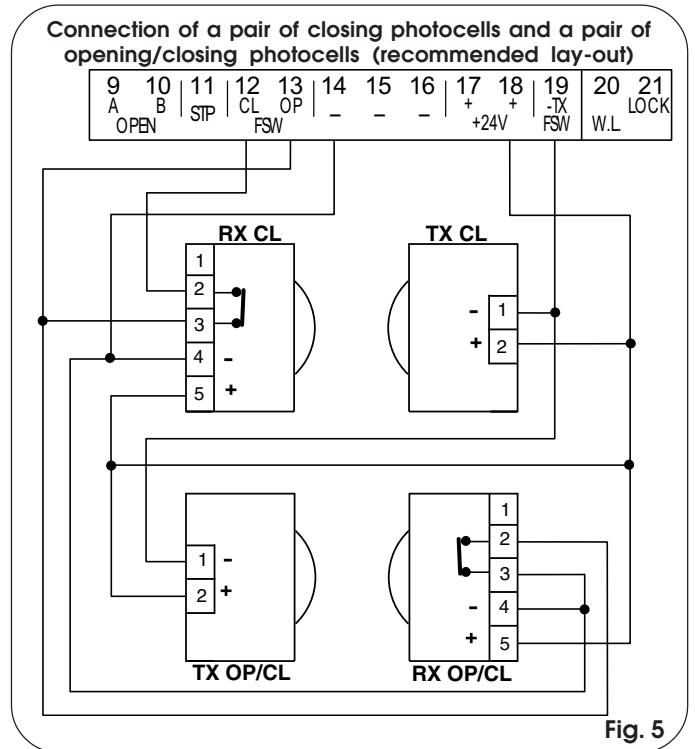 Connection of a pair of closing photocells and a pair of
opening/closing photocells (recommended lay-out)
9 10 11 12 13 14 15 16 17 18 19 20 21
A B STP CL OP - - - + + -TX W.L. LOCK
OPEN FSW +24V FSW
RX CL TX CL
1
2
3
4 -
5 +
- 1
+ 2
1 -
2 +
1
2
3
- 4
+ 5
TX OP/CL RX OP/CL
Fig. 5